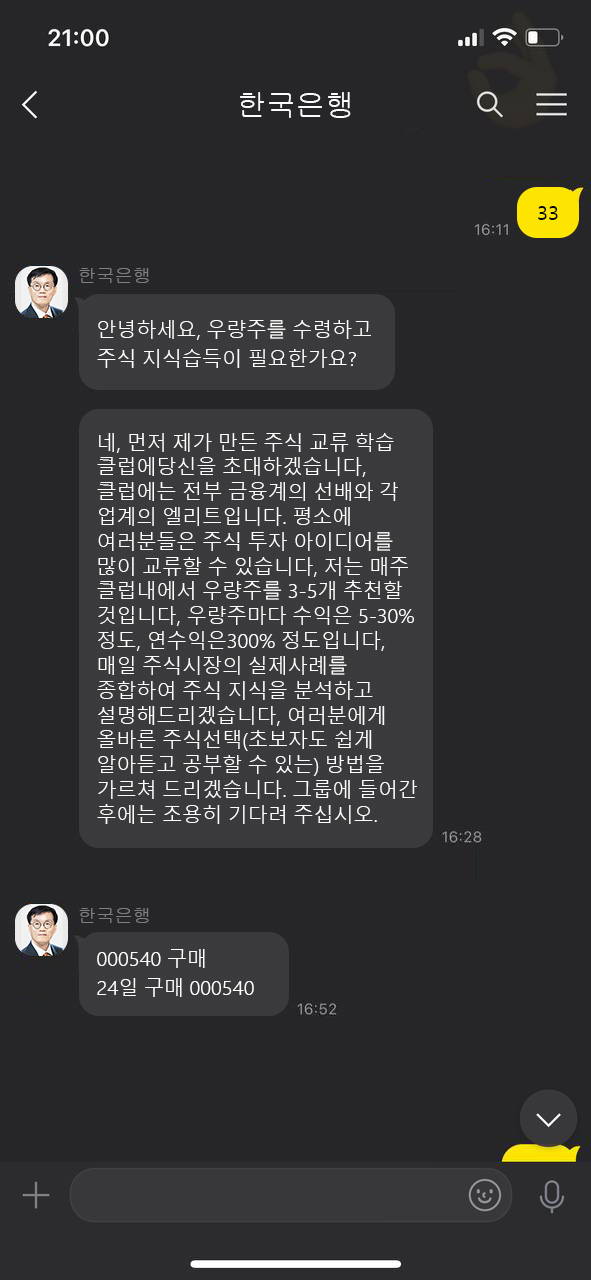 21:00
한국은행
33
16:11
한국은행
안녕하세요, 우량주를 수령하고
주식 지식습득이 필요한가요?
네, 먼저 제가 만든 주식 교류 학습
클럽에당신을 초대하겠습니다,
클럽에는 전부 금융계의 선배와 각
업계의 엘리트입니다. 평소에
여러분들은 주식 투자 아이디어를
많이 교류할 수 있습니다, 저는 매주
클럽내에서 우량주를 3-5개 추천할
것입니다, 우량주마다 수익은 5-30%
정도, 연수익은300% 정도입니다,
매일 주식시장의 실제사례를
종합하여 주식 지식을 분석하고
설명해드리겠습니다, 여러분에게
올바른 주식선택(초보자도 쉽게
알아듣고 공부할 수 있는) 방법을
가르쳐 드리겠습니다. 그룹에 들어간
후에는 조용히 기다려 주십시오.
16:28
한국은행
000540 구매
24일 구매 000540
16:52